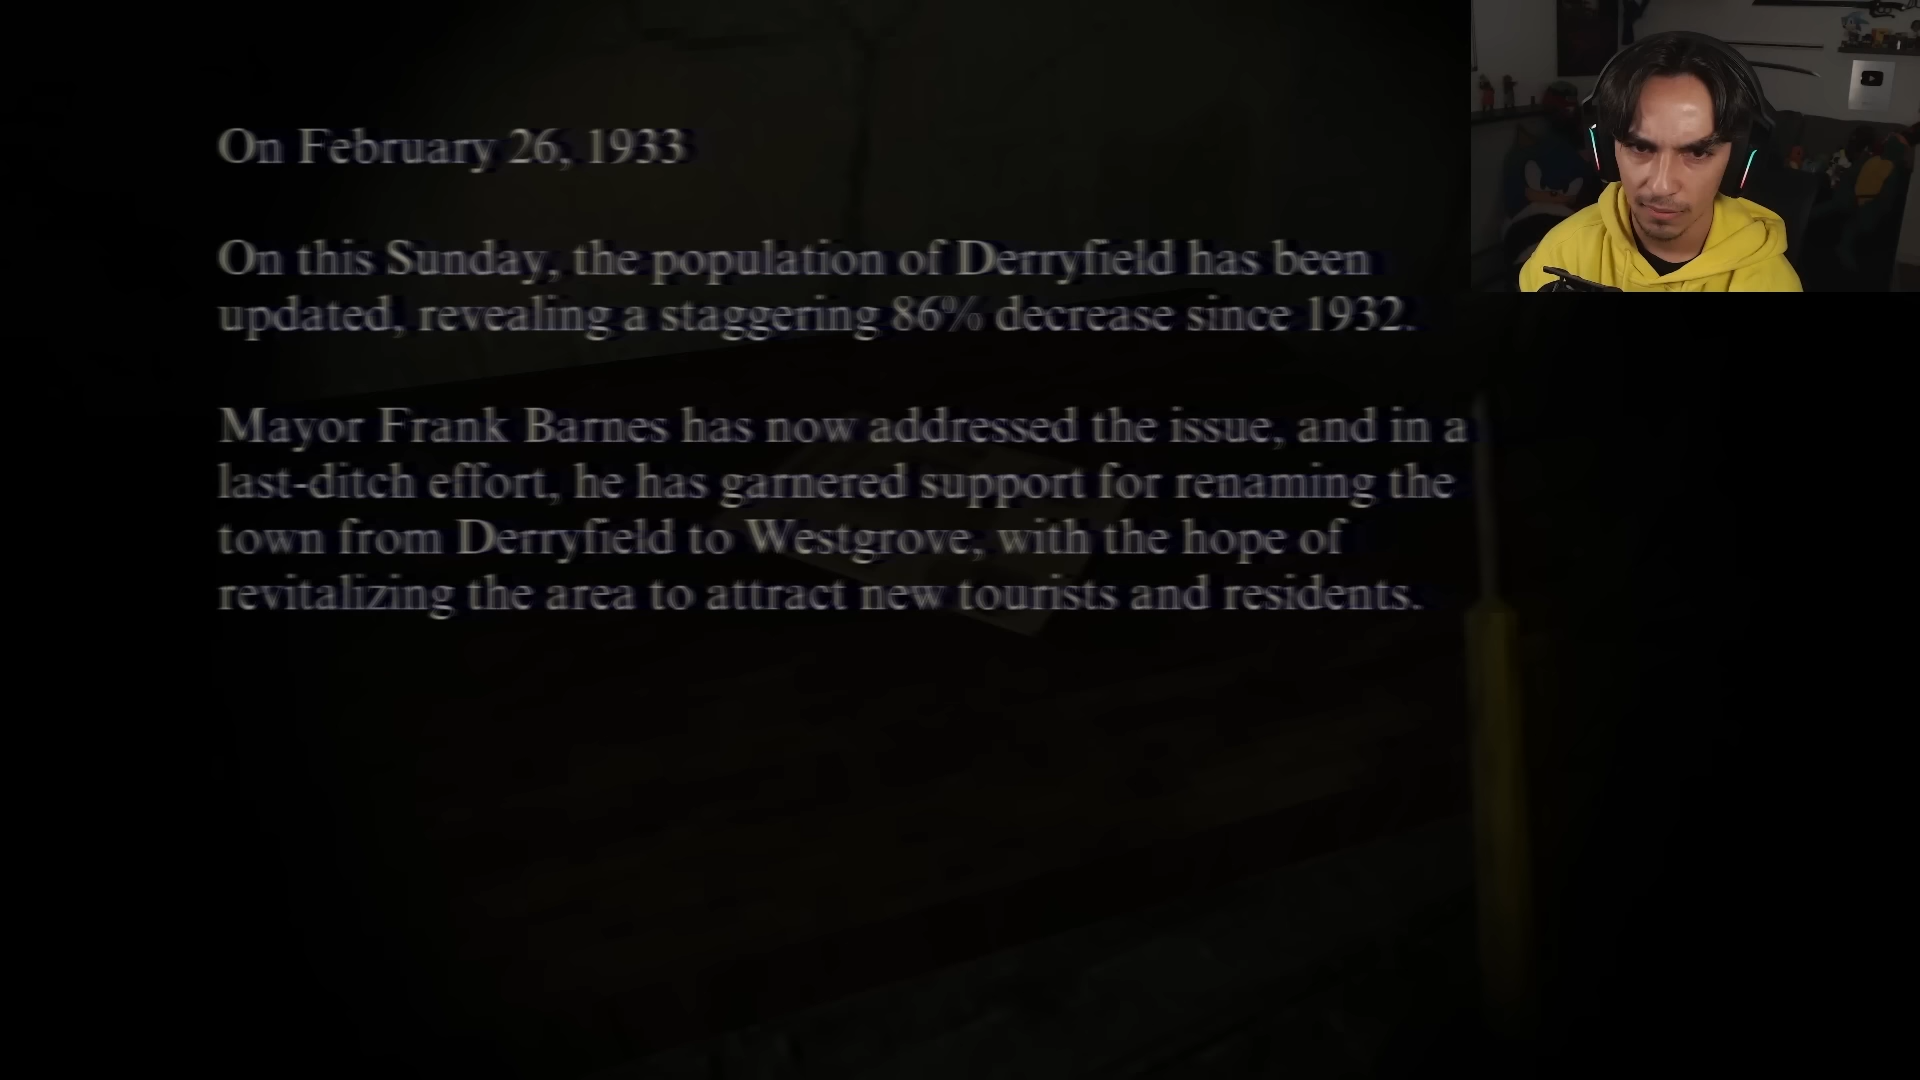 On February 26, 1933
On this Sunday, the population of Derryfield has been
updated, revealing a staggering 86% decrease since 1932.
Mayor Frank Barnes has now addressed the issue, and in a
last-ditch effort, he has garnered support for renaming the
town from Derryfield to Westgrove, with the hope of
revitalizing the area to attract new tourists and residents.